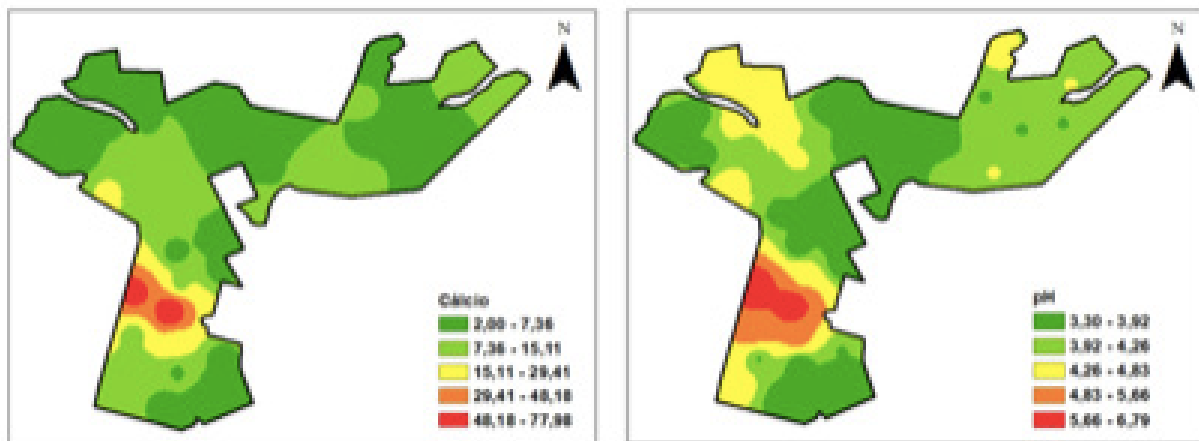 N
Cálcio
2,00 - 7,36
7,36 - 15,11
15,11 - 29,41
29,41 - 48,18
48,18 - 77,98
N
pH
3,30 - 3,92
3,92 - 4,26
4,26 - 4,83
4,83 - 5,66
5,66 - 6,79